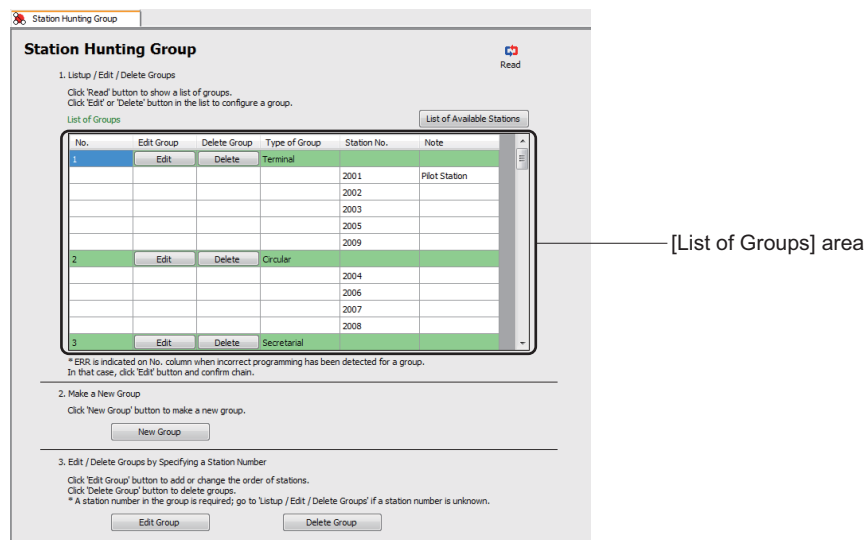 Station Hunting Group
Station Hunting Group
Read
1. Listup / Edit / Delete Groups
Click 'Read' button to show a list of groups.
Click 'Edit' or 'Delete' button in the list to configure a group.
List of Groups
List of Available Stations
No. Edit Group Delete Group Type of Group Station No. Note
1 Edit Delete Terminal
2001 Pilot Station
2002
2003
2005
2009
[List of Groups] area
2 Edit Delete Circular
2004
2006
2007
2008
3 Edit Delete Secretarial
* ERR is indicated on No. column when incorrect programming has been detected for a group.
In that case, click 'Edit' button and confirm chain.
2. Make a New Group
Click 'New Group' button to make a new group.
New Group
3. Edit / Delete Groups by Specifying a Station Number
Click 'Edit Group' button to add or change the order of stations.
Click 'Delete Group' button to delete groups.
* A station number in the group is required; go to 'Listup / Edit / Delete Groups' if a station number is unknown.
Edit Group Delete Group